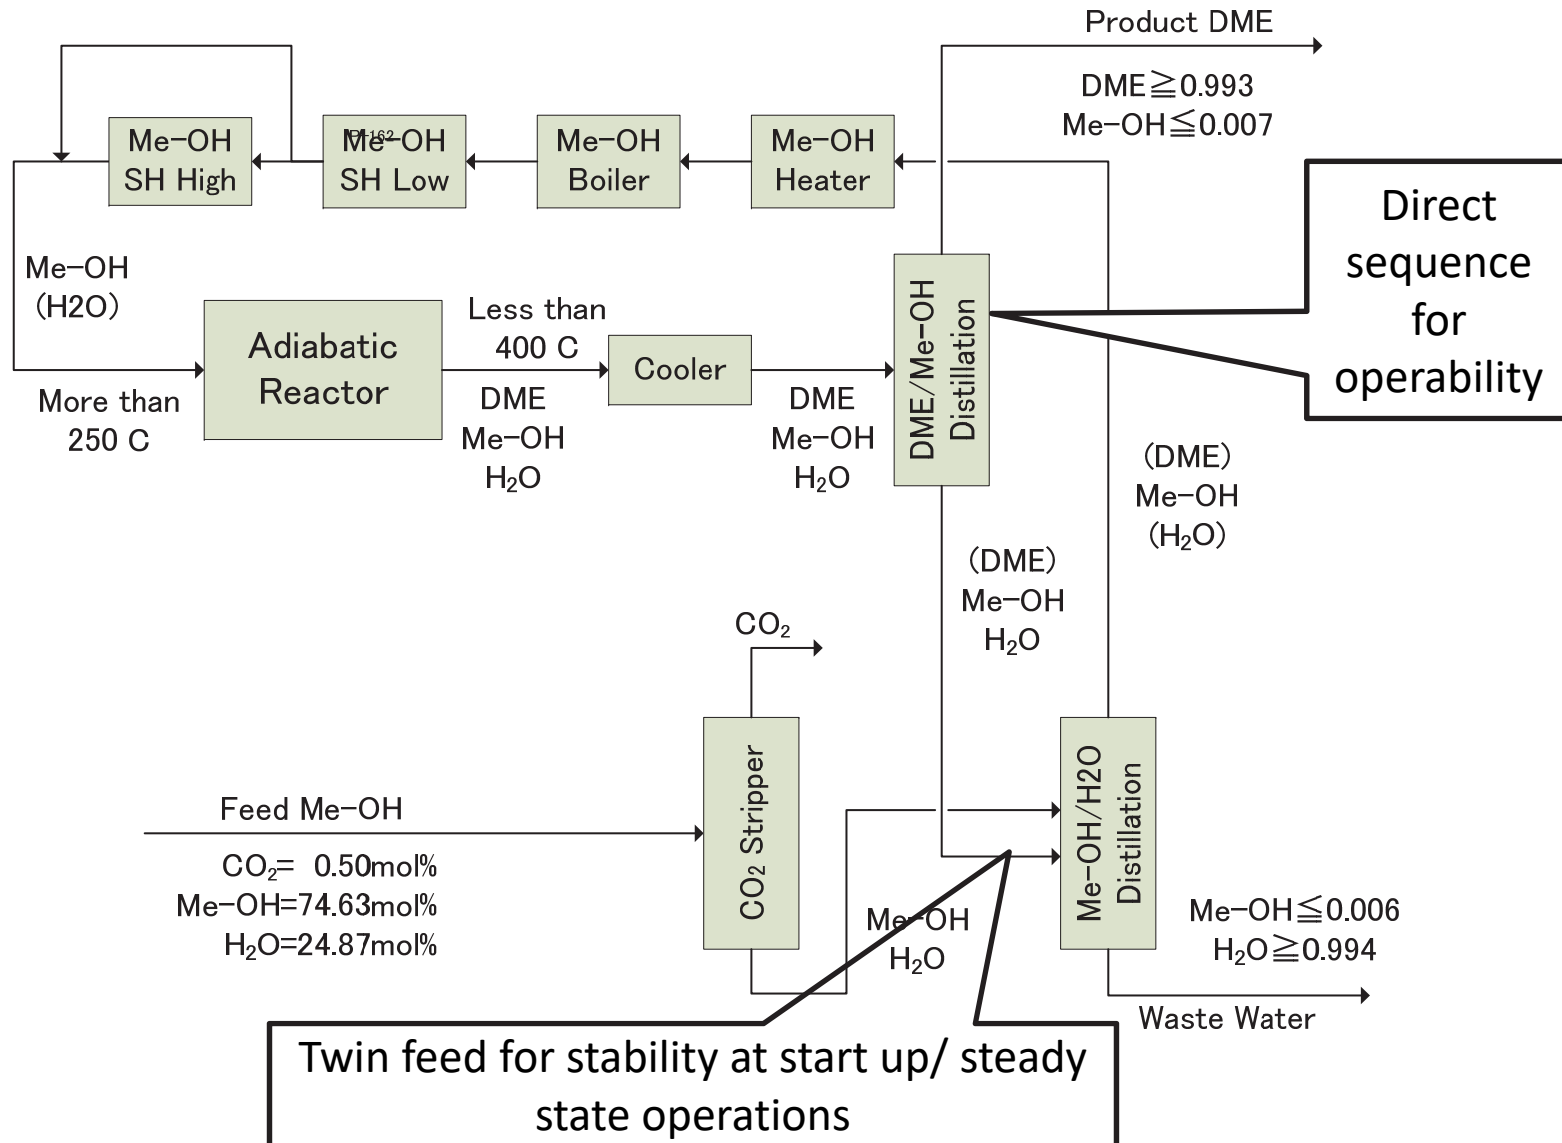 Product DME
DME≧0.993
Me-OH≦0.007
Me-OH
SH High
PI-162
Me-OH
SH Low
Me-OH
Boiler
Me-OH
Heater
Direct
sequence
for
operability
Me-OH
(H2O)
Adiabatic
Reactor
Less than
400 C
Cooler
DME/Me-OH
Distillation
More than
250 C
DME
Me-OH
H₂O
DME
Me-OH
H₂O
(DME)
Me-OH
(H₂O)
(DME)
Me-OH
H₂O
CO₂
CO₂ Stripper
Me-OH/H2O
Distillation
Feed Me-OH
CO₂= 0.50mol%
Me-OH=74.63mol%
H₂O=24.87mol%
Me-OH
H₂O
Me-OH≦0.006
H₂O≧0.994
Waste Water
Twin feed for stability at start up/ steady
state operations